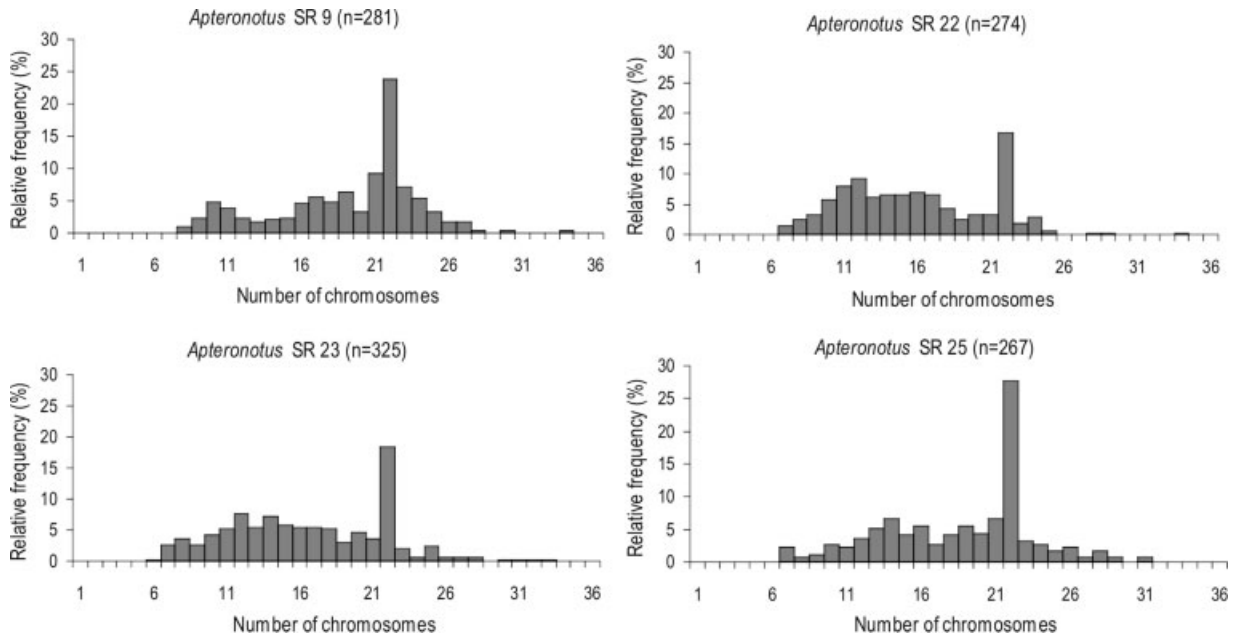 Apteronotus SR 9 (n=281)
Relative frequency (%)
30
25
20
15
10
5
0
1 6 11 16 21 26 31 36
Number of chromosomes
Apteronotus SR 22 (n=274)
Relative frequency (%)
30
25
20
15
10
5
0
1 6 11 16 21 26 31 36
Number of chromosomes
Apteronotus SR 23 (n=325)
Relative frequency (%)
30
25
20
15
10
5
0
1 6 11 16 21 26 31 36
Number of chromosomes
Apteronotus SR 25 (n=267)
Relative frequency (%)
30
25
20
15
10
5
0
1 6 11 16 21 26 31 36
Number of chromosomes